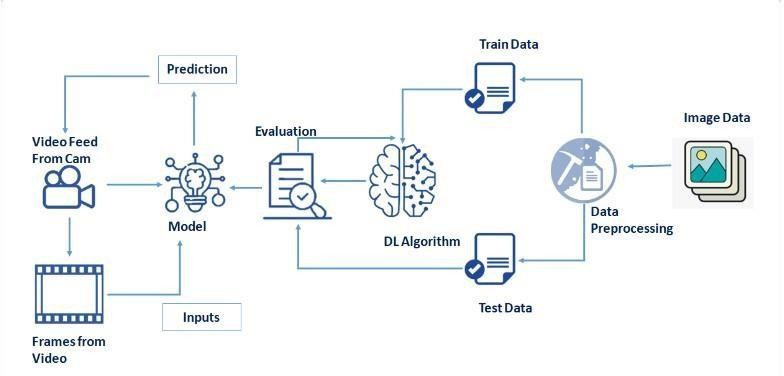 Train Data
Prediction
Image Data
Evaluation
Video Feed
From Cam
Model
Data
Preprocessing
DL Algorithm
Test Data
Inputs
Frames from
Video